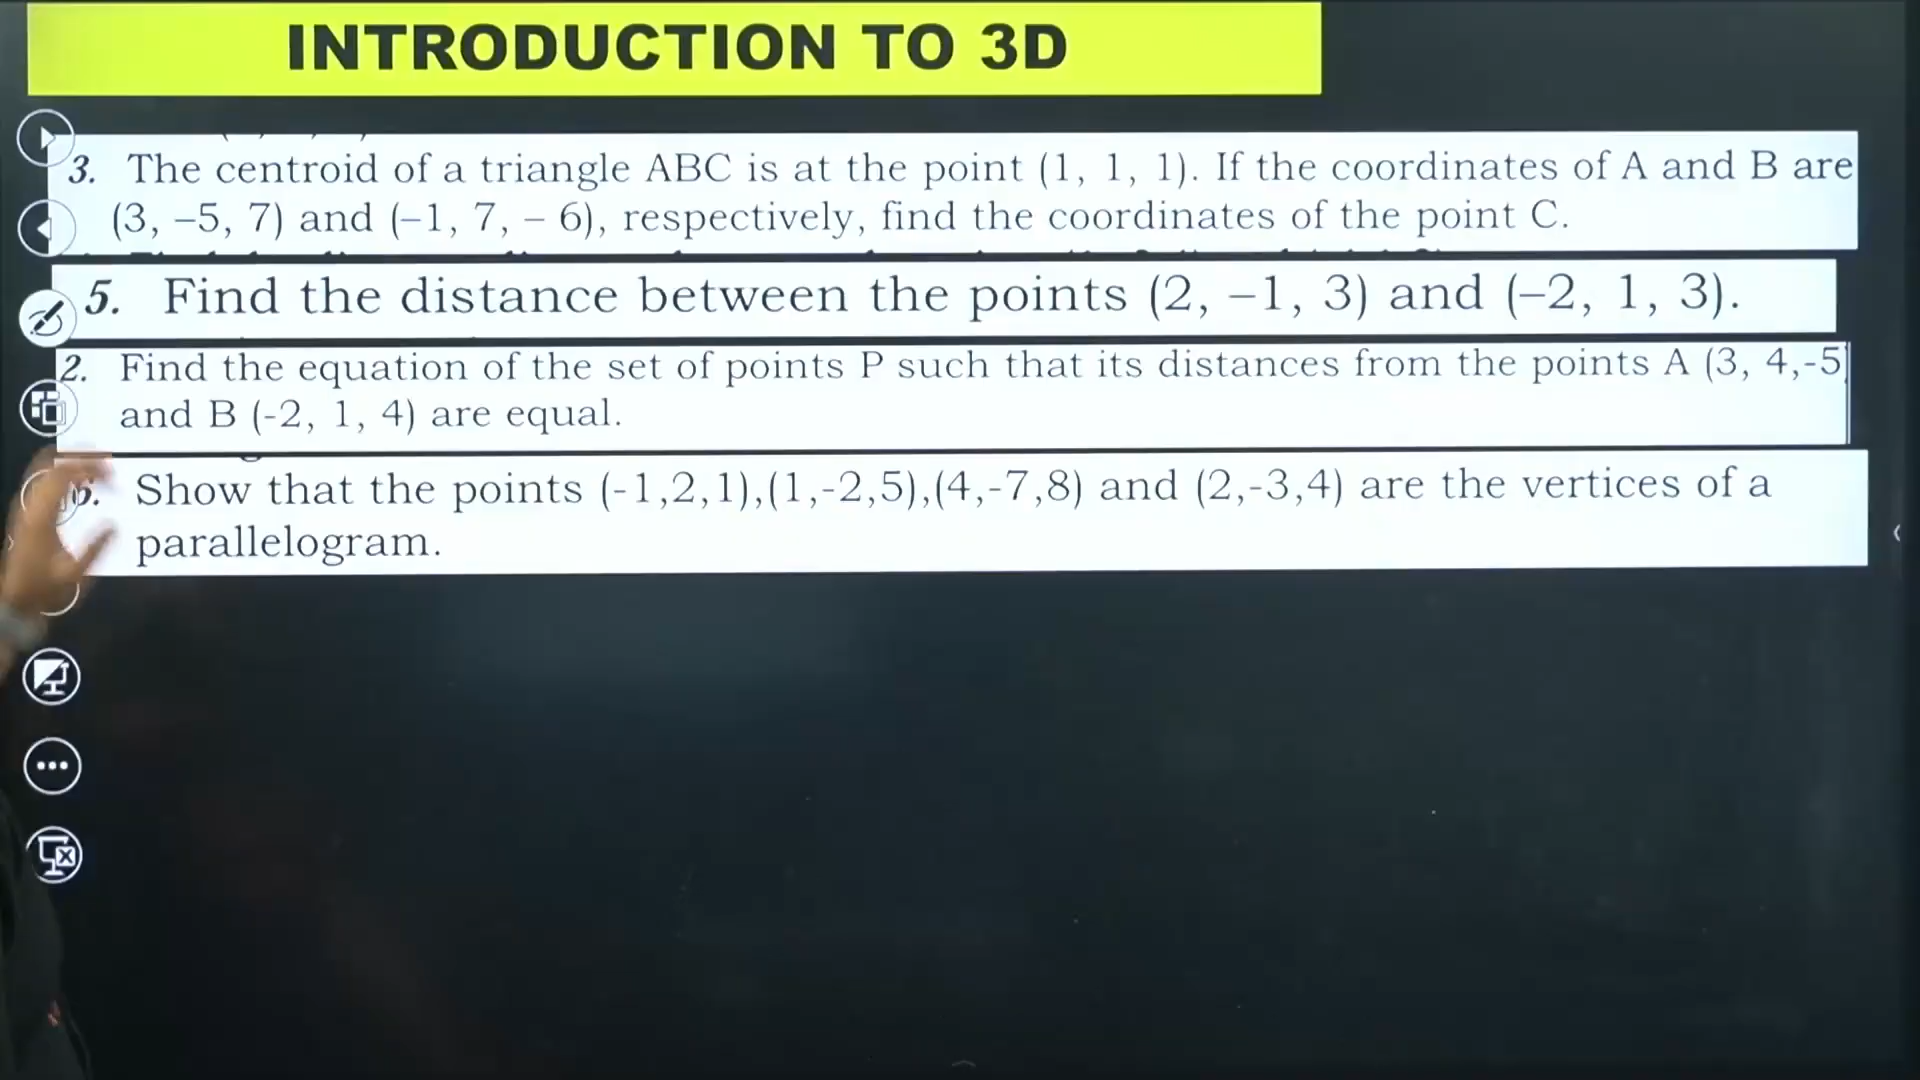 INTRODUCTION TO 3D
3. The centroid of a triangle ABC is at the point (1, 1, 1). If the coordinates of A and B are
(3, –5, 7) and (–1, 7, – 6), respectively, find the coordinates of the point C.
5. Find the distance between the points (2, –1, 3) and (–2, 1, 3).
2. Find the equation of the set of points P such that its distances from the points A (3, 4,-5)
and B (-2, 1, 4) are equal.
6. Show that the points (-1,2,1),(1,-2,5),(4,-7,8) and (2,-3,4) are the vertices of a
parallelogram.